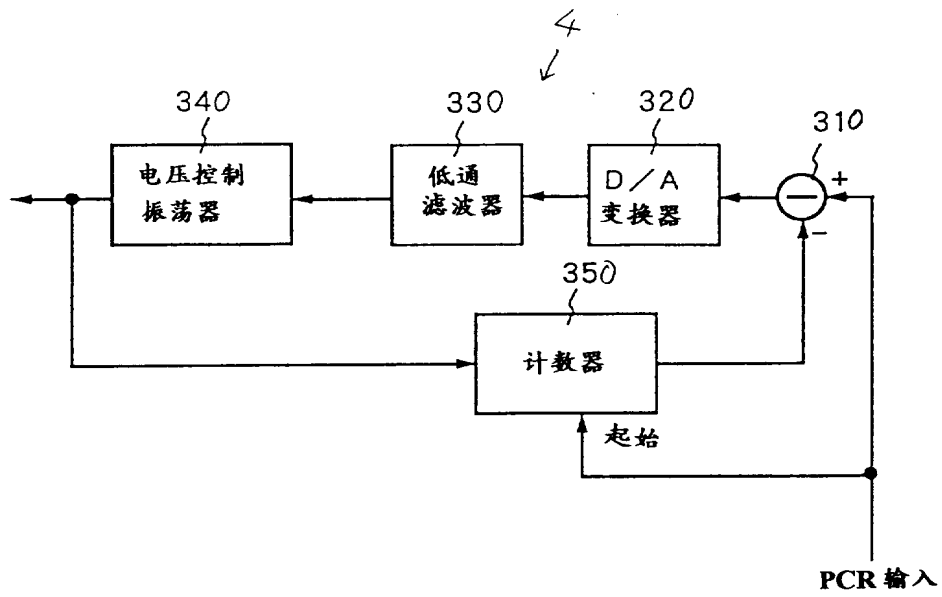 4
340
330
320
310
电压控制
振荡器
低通
滤波器
D／A
变换器
+
−
−
350
计数器
起始
PCR 输入